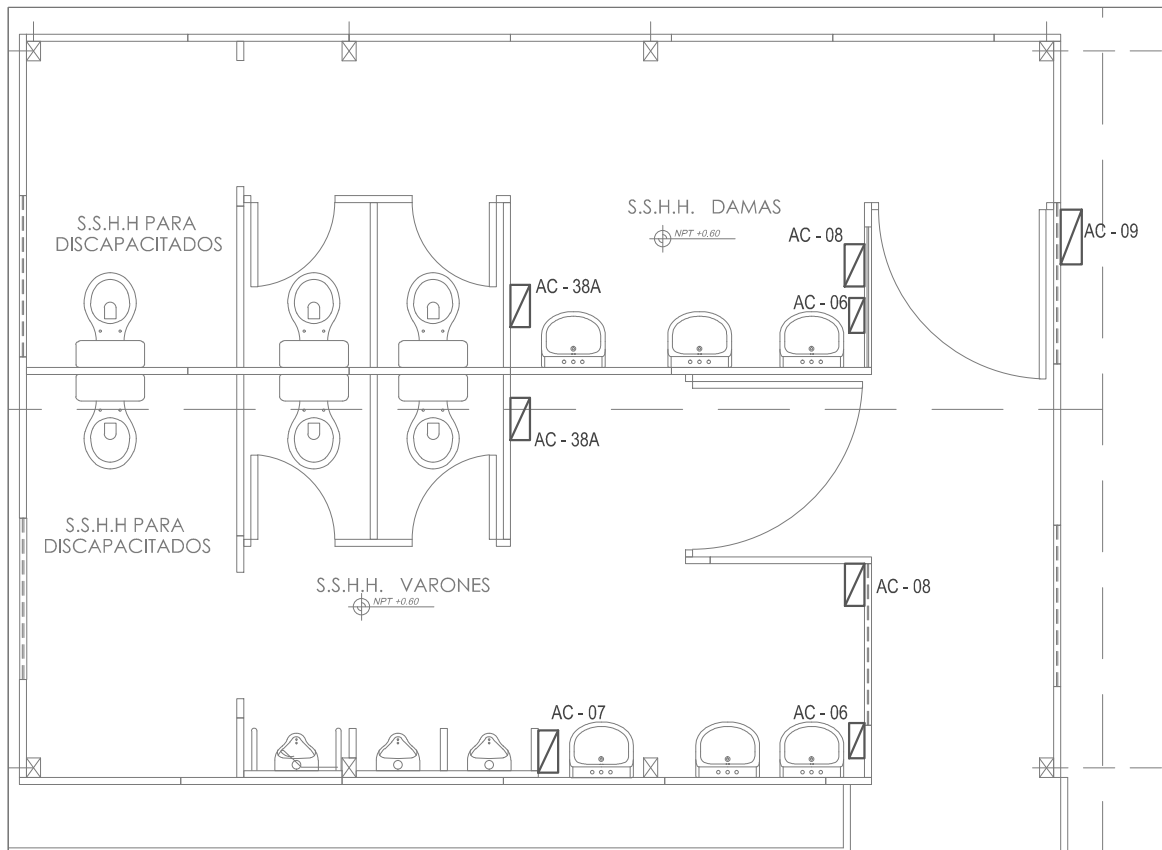 S.S.H.H PARA
DISCAPACITADOS
S.S.H.H. DAMAS
NPT +0.60
AC - 08
AC - 09
AC - 38A
AC - 06
AC - 38A
S.S.H.H PARA
DISCAPACITADOS
S.S.H.H. VARONES
NPT +0.60
AC - 08
AC - 07
AC - 06